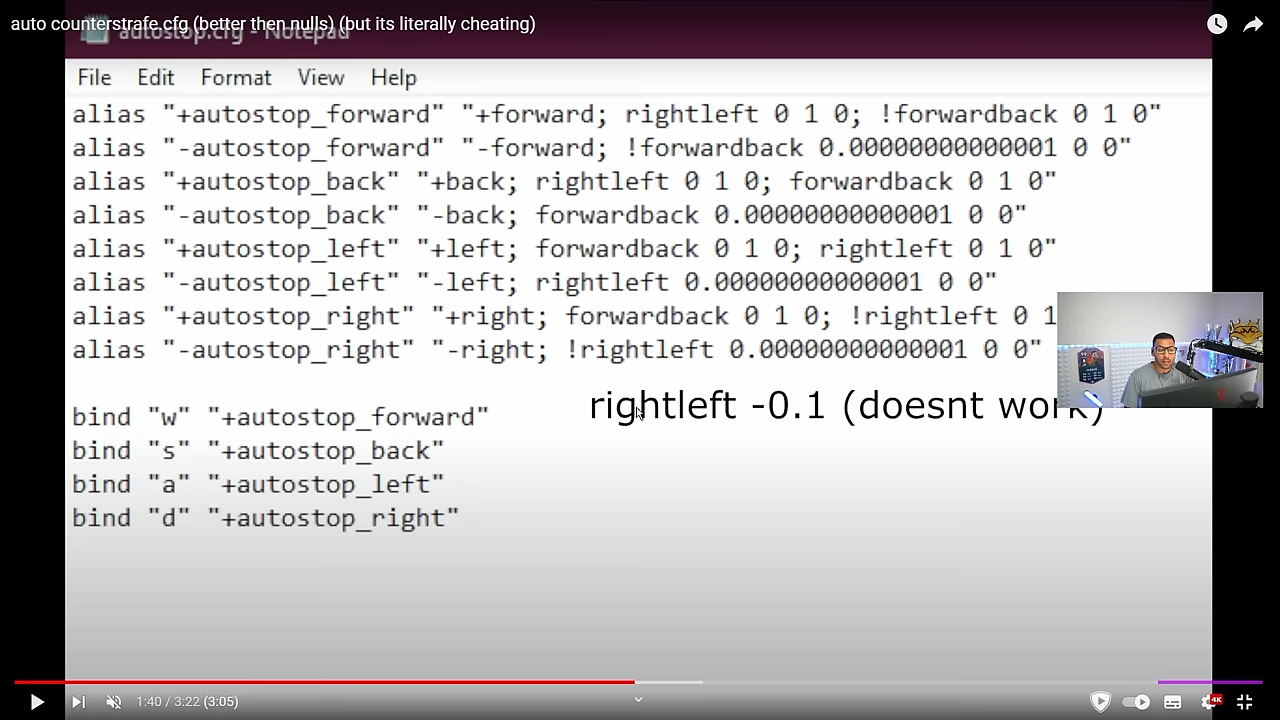 auto counterstrafe.cfg (better then nulls) (but its literally cheating)
autostop.cfg - Notepad
File Edit Format View Help
alias "+autostop_forward" "+forward; rightleft 0 1 0; !forwardback 0 1 0"
alias "-autostop_forward" "-forward; !forwardback 0.00000000000001 0 0"
alias "+autostop_back" "+back; rightleft 0 1 0; forwardback 0 1 0"
alias "-autostop_back" "-back; forwardback 0.00000000000001 0 0"
alias "+autostop_left" "+left; forwardback 0 1 0; rightleft 0 1 0"
alias "-autostop_left" "-left; rightleft 0.00000000000001 0 0"
alias "+autostop_right" "+right; forwardback 0 1 0; !rightleft 0 1
alias "-autostop_right" "-right; !rightleft 0.00000000000001 0 0"
rightleft -0.1 (doesnt work)
bind "w" "+autostop_forward"
bind "s" "+autostop_back"
bind "a" "+autostop_left"
bind "d" "+autostop_right"
1:40 / 3:22 (3:05)
4K